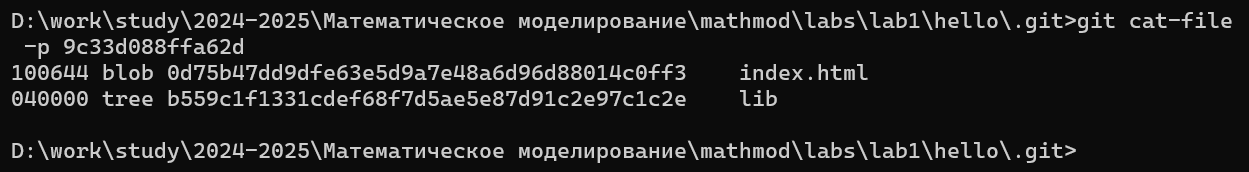 D:\work\study\2024-2025\Математическое моделирование\mathmod\labs\lab1\hello\.git>git cat-file
 -p 9c33d088ffa62d
100644 blob 0d75b47dd9dfe63e5d9a7e48a6d96d88014c0ff3    index.html
040000 tree b559c1f1331cdef68f7d5ae5e87d91c2e97c1c2e    lib
D:\work\study\2024-2025\Математическое моделирование\mathmod\labs\lab1\hello\.git>